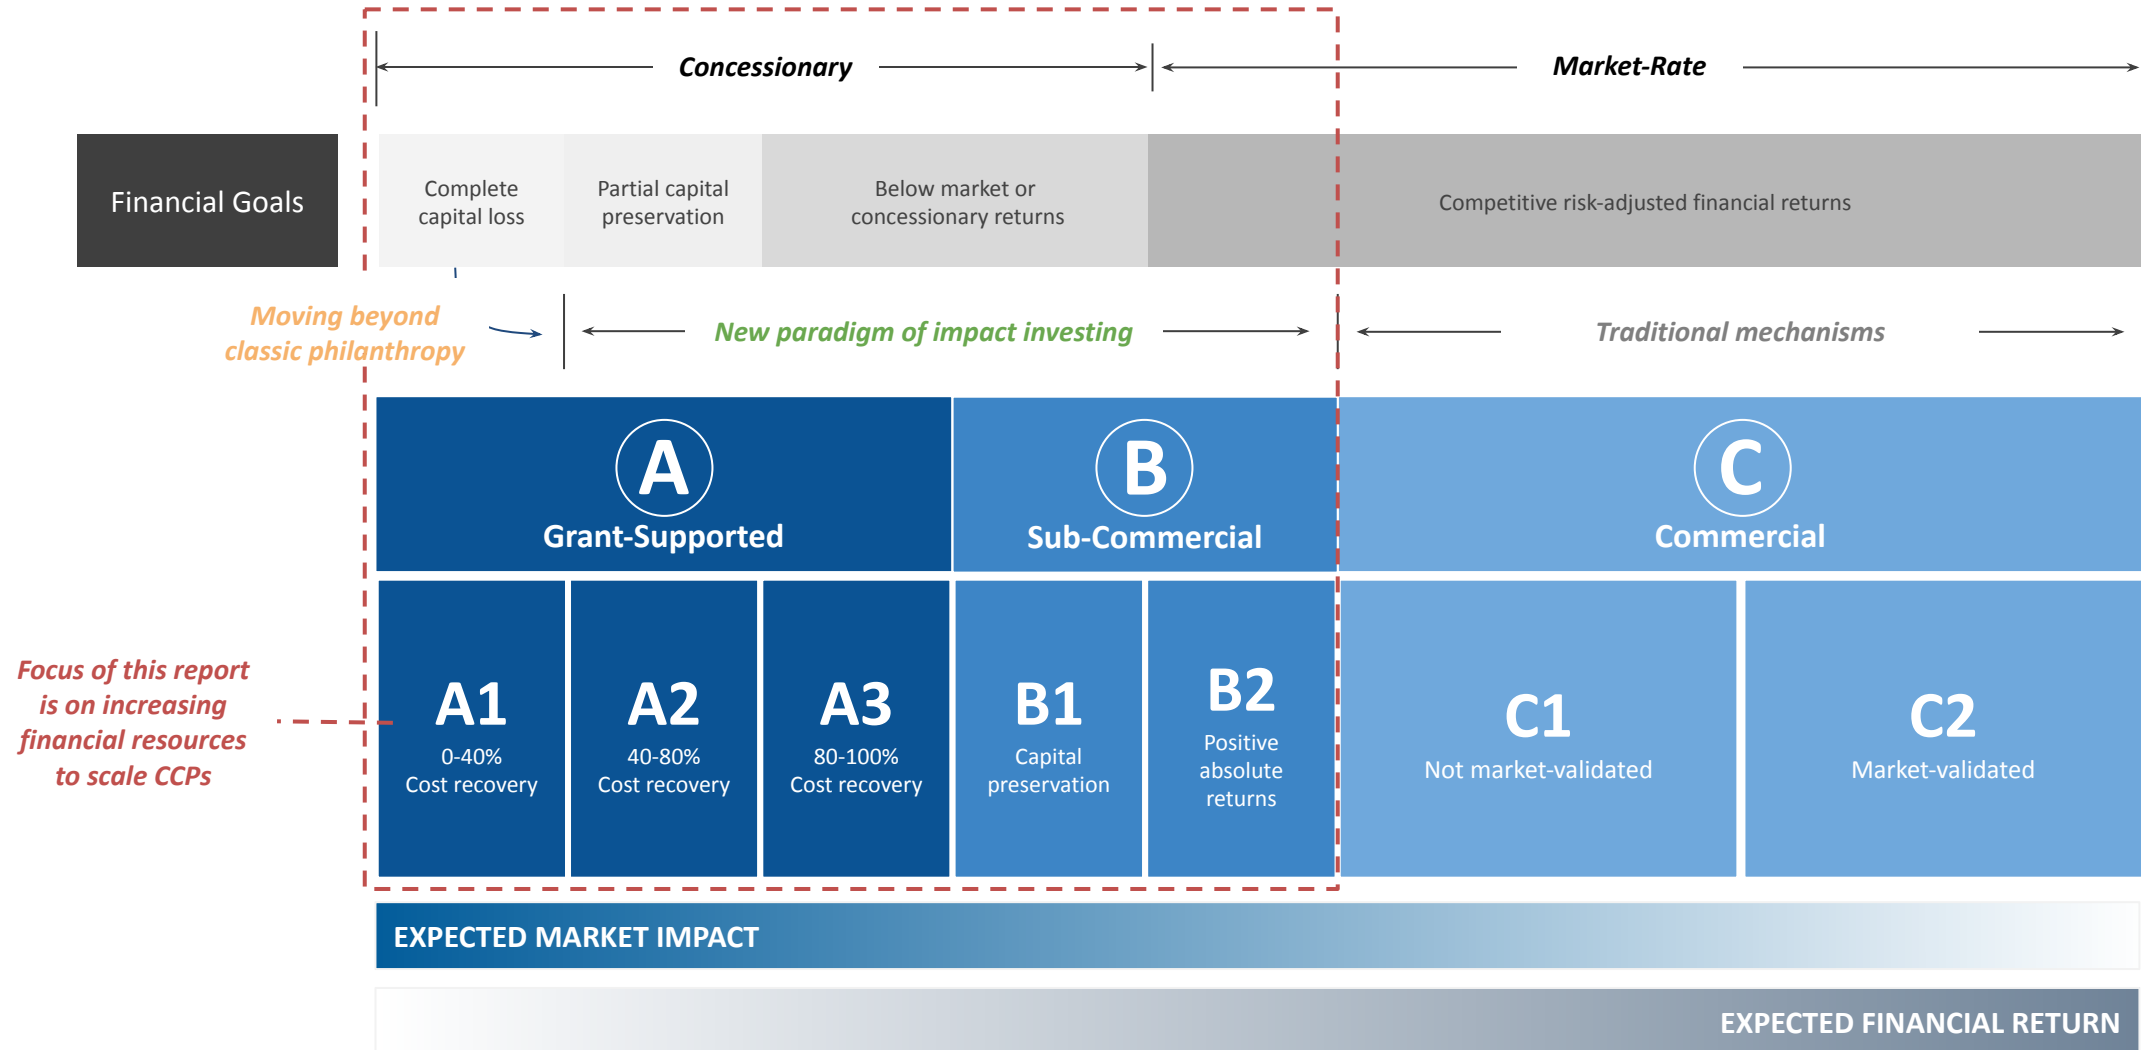 Concessionary
Market-Rate
Financial Goals
Complete
capital loss
Partial capital
preservation
Below market or
concessionary returns
Competitive risk-adjusted financial returns
Moving beyond
classic philanthropy
New paradigm of impact investing
Traditional mechanisms
A
Grant-Supported
B
Sub-Commercial
C
Commercial
Focus of this report
is on increasing
financial resources
to scale CCPs
A1
0-40%
Cost recovery
A2
40-80%
Cost recovery
A3
80-100%
Cost recovery
B1
Capital
preservation
B2
Positive
absolute
returns
C1
Not market-validated
C2
Market-validated
EXPECTED MARKET IMPACT
EXPECTED FINANCIAL RETURN